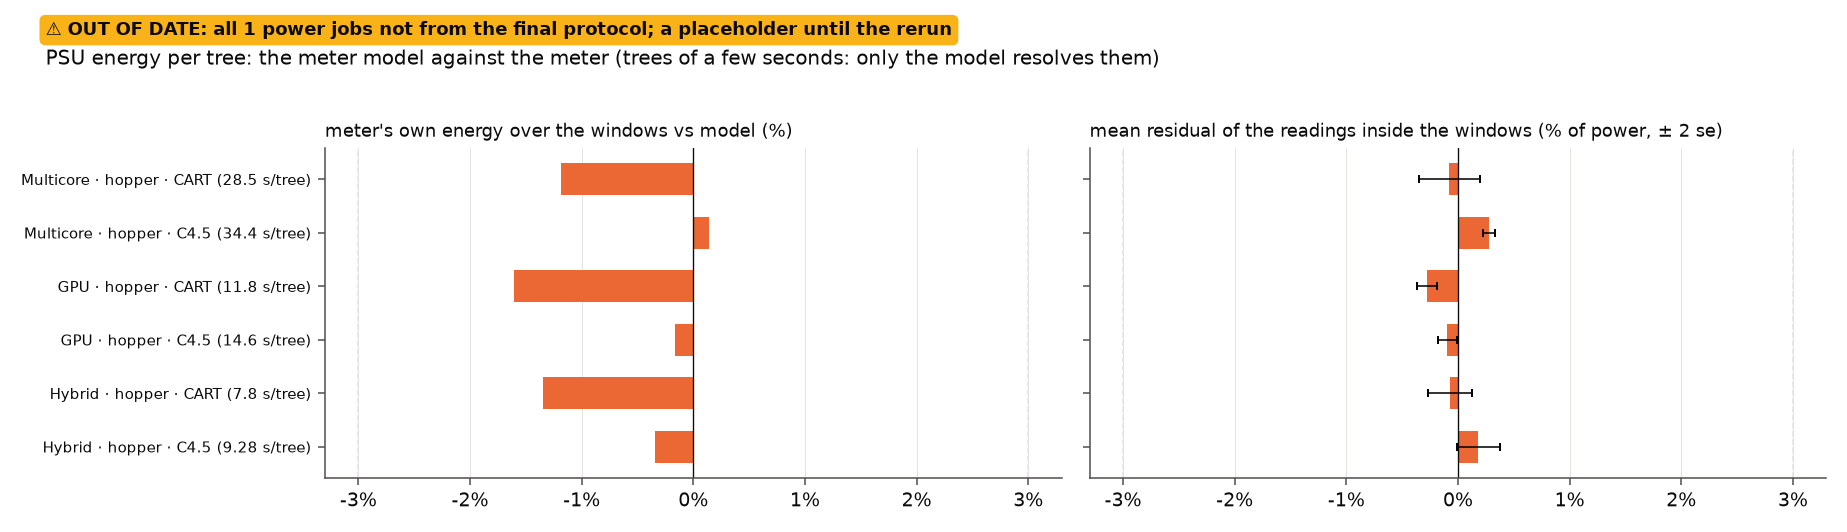 ⚠ OUT OF DATE: all 1 power jobs not from the final protocol; a placeholder until the rerun
PSU energy per tree: the meter model against the meter (trees of a few seconds: only the model resolves them)
meter's own energy over the windows vs model (%)
mean residual of the readings inside the windows (% of power, ± 2 se)
Multicore · hopper · CART (28.5 s/tree)
Multicore · hopper · C4.5 (34.4 s/tree)
GPU · hopper · CART (11.8 s/tree)
GPU · hopper · C4.5 (14.6 s/tree)
Hybrid · hopper · CART (7.8 s/tree)
Hybrid · hopper · C4.5 (9.28 s/tree)
-3% -2% -1% 0% 1% 2% 3%
-3% -2% -1% 0% 1% 2% 3%